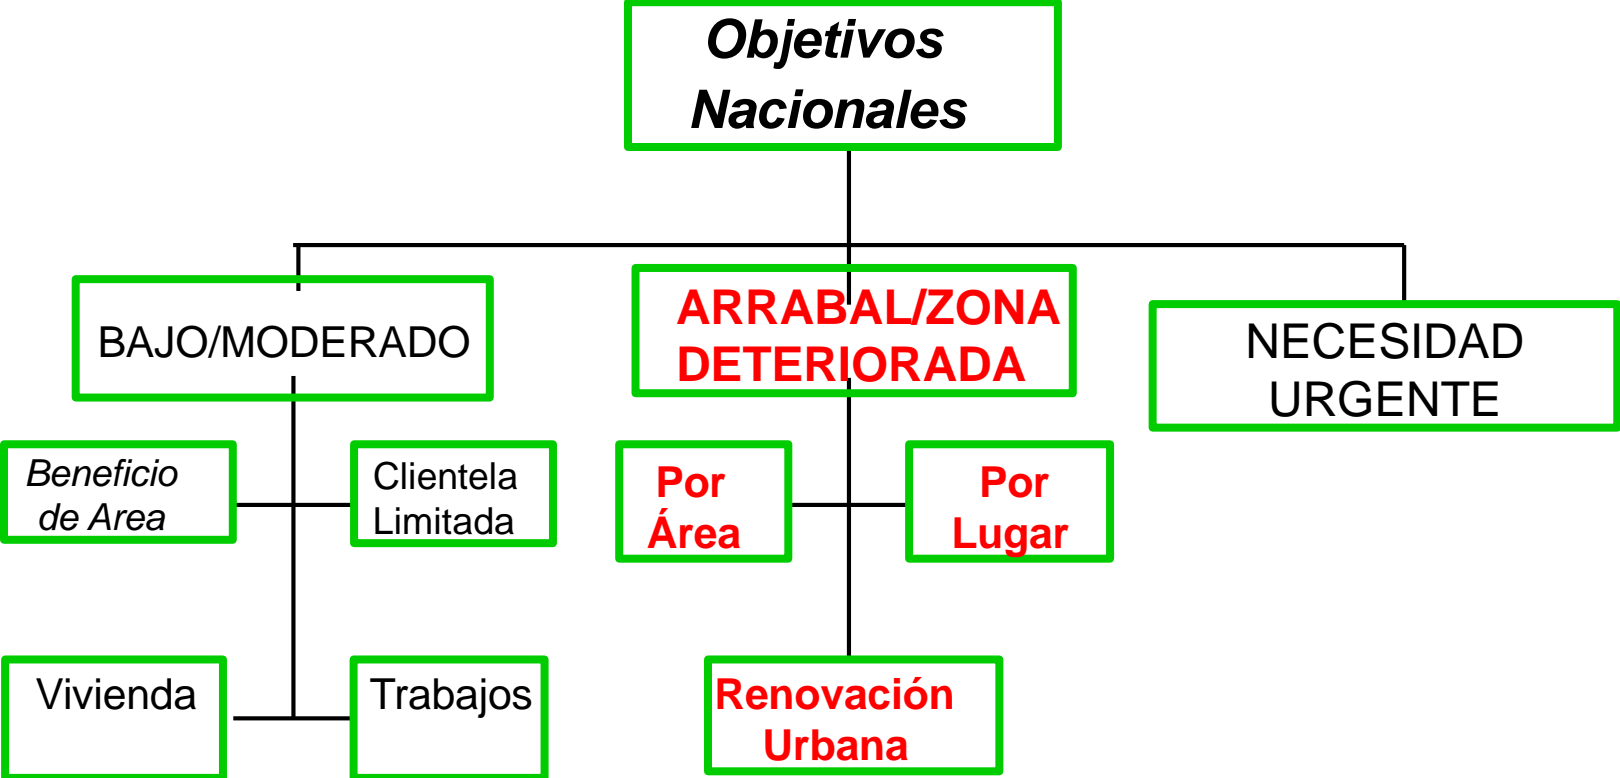 Objetivos
Nacionales
BAJO/MODERADO
ARRABAL/ZONA
DETERIORADA
NECESIDAD
URGENTE
Beneficio
de Area
Clientela
Limitada
Por
Área
Por
Lugar
Vivienda
Trabajos
Renovación
Urbana